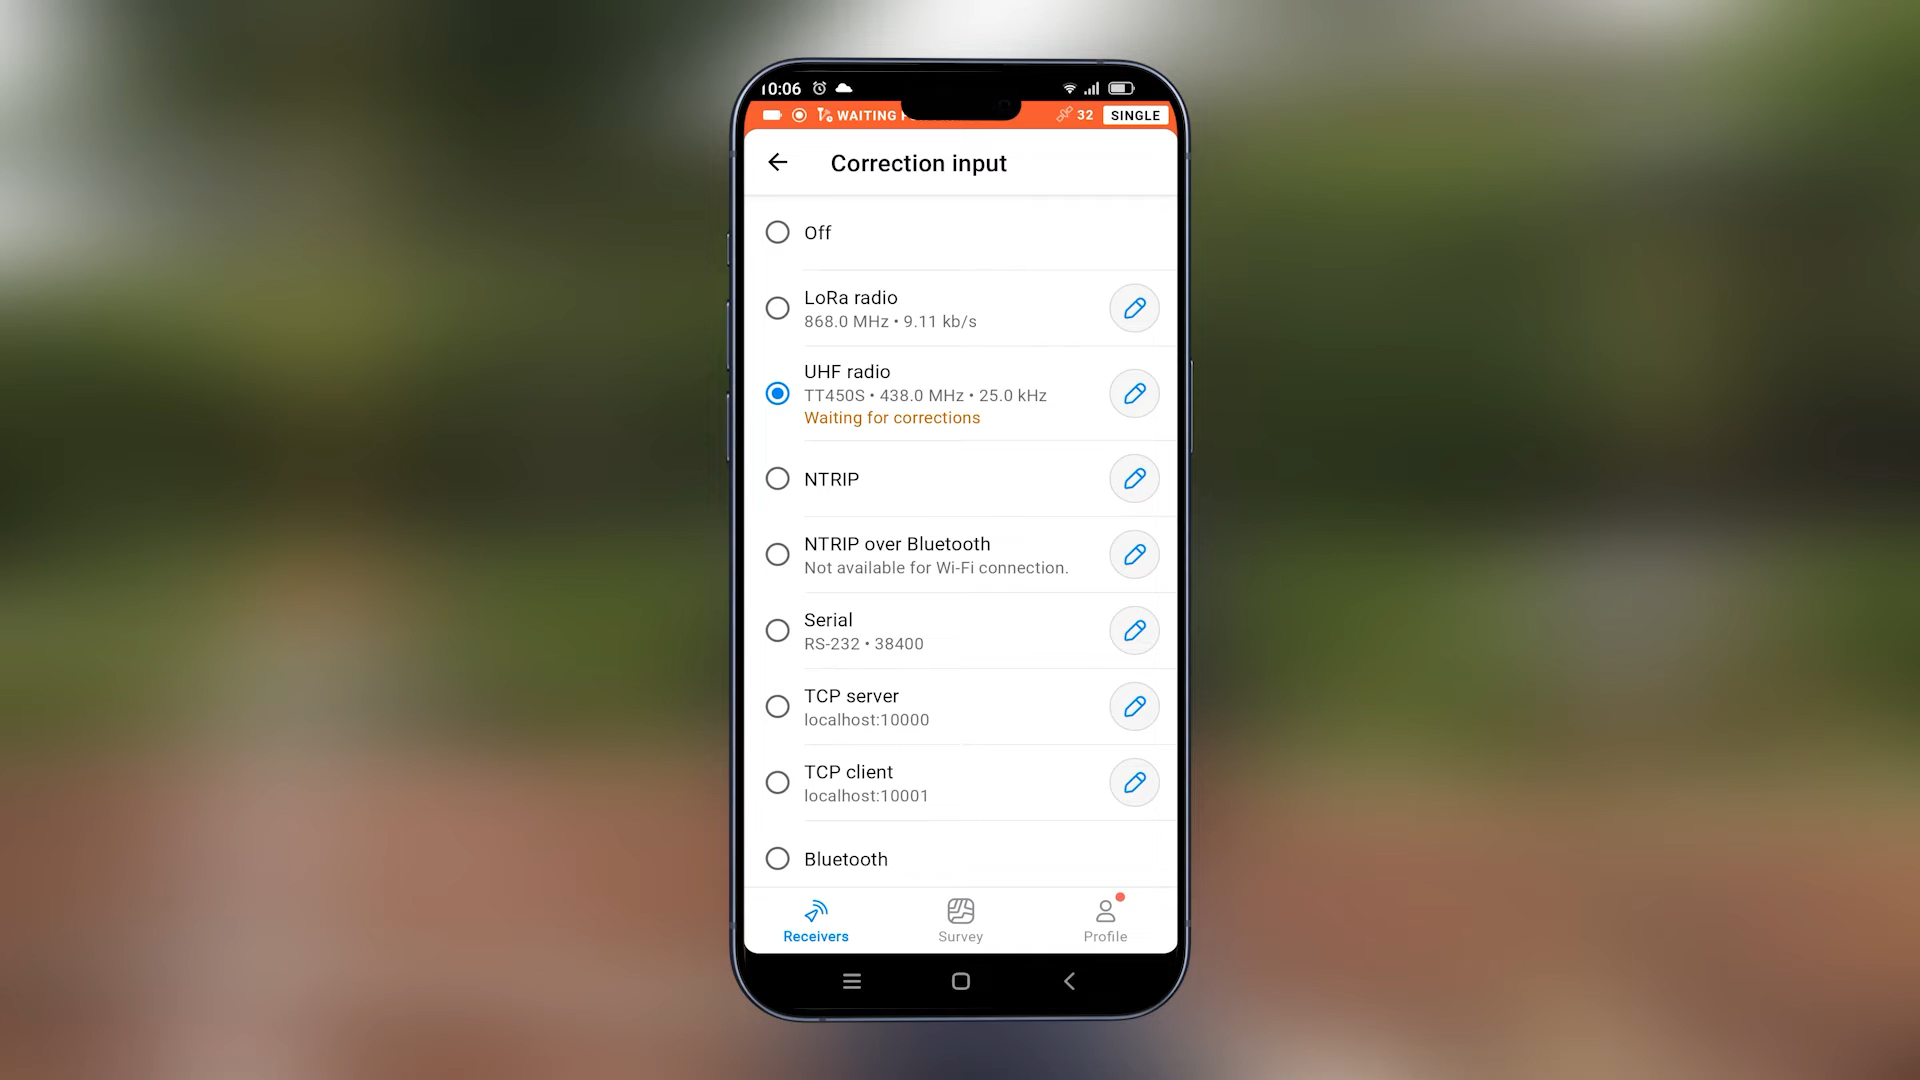 10:06
WAITING
32
SINGLE
Correction input
Off
LoRa radio
868.0 MHz • 9.11 kb/s
UHF radio
TT450S • 438.0 MHz • 25.0 kHz
Waiting for corrections
NTRIP
NTRIP over Bluetooth
Not available for Wi-Fi connection.
Serial
RS-232 • 38400
TCP server
localhost:10000
TCP client
localhost:10001
Bluetooth
Receivers
Survey
Profile